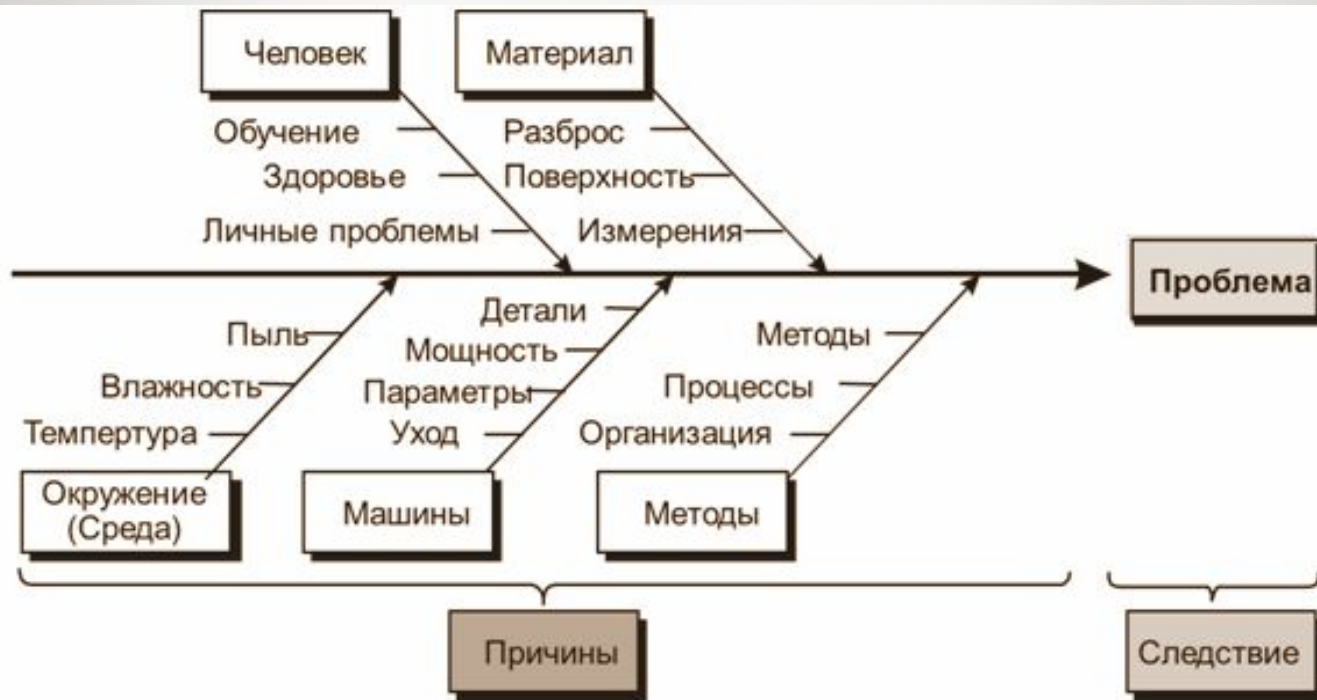 Человек
Материал
Обучение
Разброс
Здоровье
Поверхность
Личные проблемы
Измерения
Проблема
Детали
Пыль
Методы
Мощность
Влажность
Параметры
Процессы
Темпертура
Уход
Организация
Окружение
(Среда)
Машины
Методы
Причины
Следствие